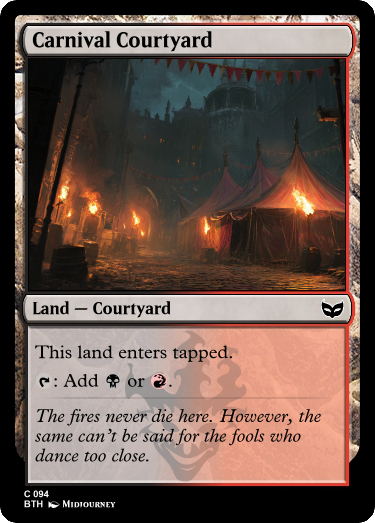 Carnival Courtyard
Land — Courtyard
This land enters tapped.
: Add or .
The fires never die here. However, the
same can't be said for the fools who
dance too close.
C 094
BTH Midjourney